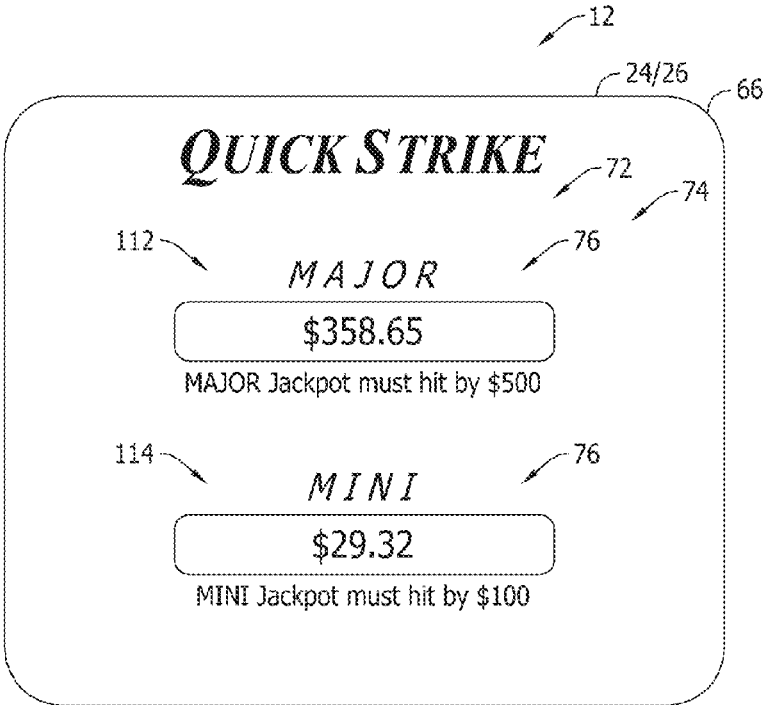 12
24/26
66
QUICK STRIKE
72
74
112
76
MAJOR
$358.65
MAJOR Jackpot must hit by $500
114
76
MINI
$29.32
MINI Jackpot must hit by $100